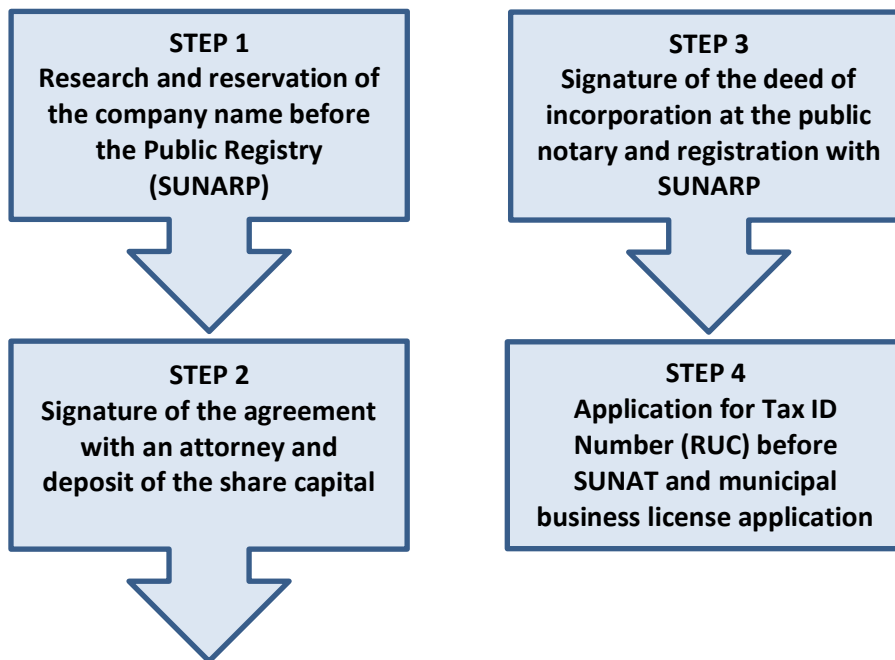 STEP 1
Research and reservation of
the company name before
the Public Registry
(SUNARP)
STEP 2
Signature of the agreement
with an attorney and
deposit of the share capital
STEP 3
Signature of the deed of
incorporation at the public
notary and registration with
SUNARP
STEP 4
Application for Tax ID
Number (RUC) before
SUNAT and municipal
business license application